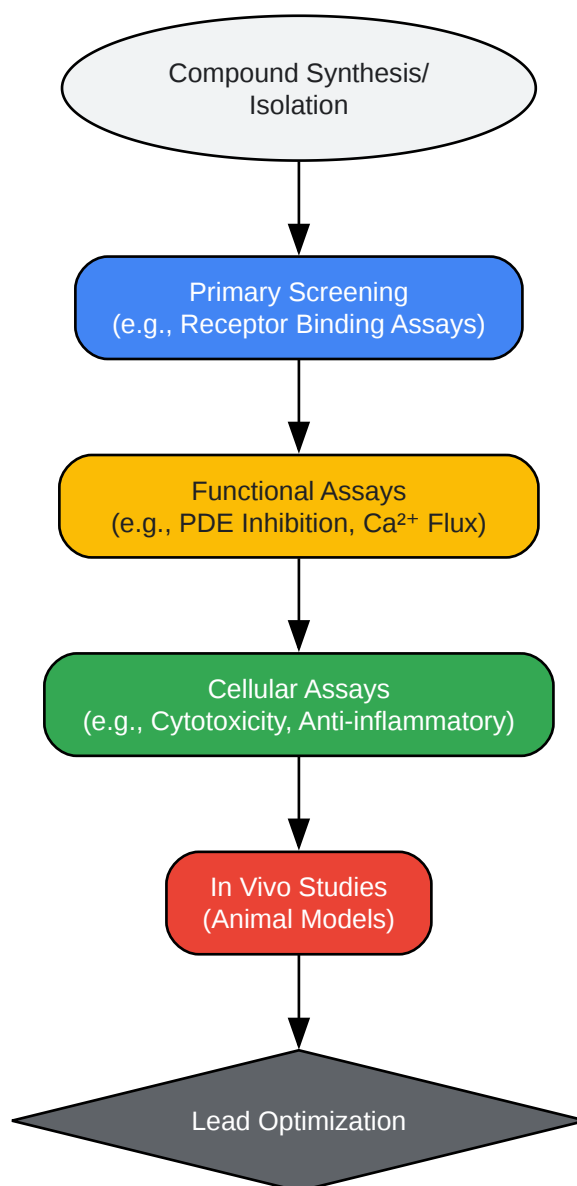 Compound Synthesis/
Isolation
Primary Screening
(e.g., Receptor Binding Assays)
Functional Assays
(e.g., PDE Inhibition, Ca²⁺ Flux)
Cellular Assays
(e.g., Cytotoxicity, Anti-inflammatory)
In Vivo Studies
(Animal Models)
Lead Optimization